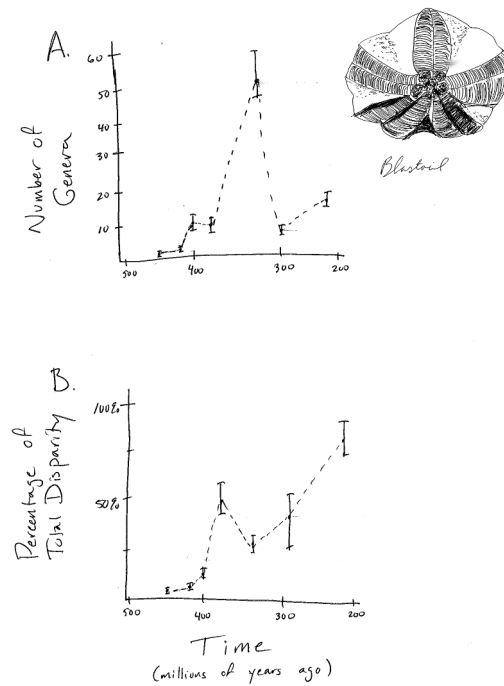 A.
Number of
Genera
60
50
40
30
20
10
500
400
300
200
Blastoid
B.
Percentage of
Total Disparity
100%
50%
500
400
300
200
Time
(millions of years ago)